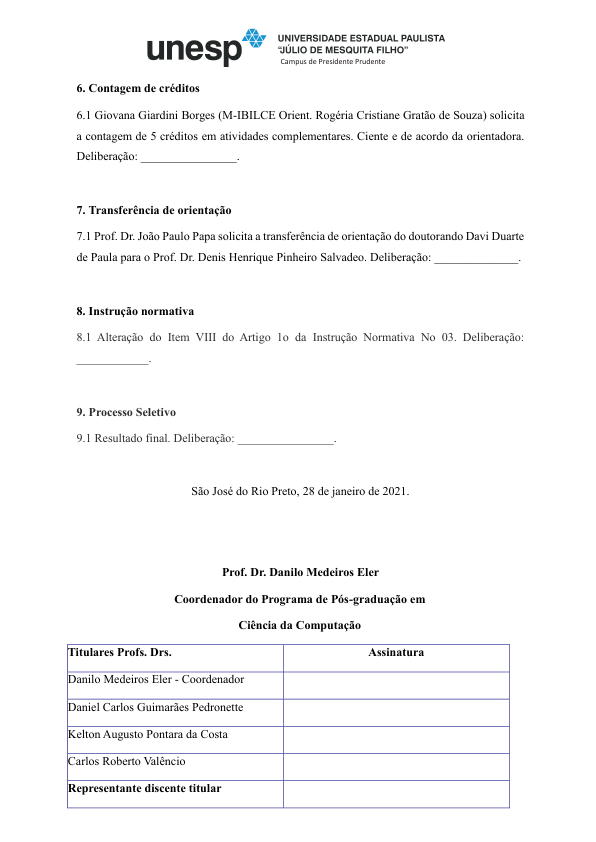 unesp
UNIVERSIDADE ESTADUAL PAULISTA
"JÚLIO DE MESQUITA FILHO"
Campus de Presidente Prudente
6. Contagem de créditos
6.1 Giovana Giardini Borges (M-IBILCE Orient. Rogéria Cristiane Gratão de Souza) solicita
a contagem de 5 créditos em atividades complementares. Ciente e de acordo da orientadora.
Deliberação: ________________.
7. Transferência de orientação
7.1 Prof. Dr. João Paulo Papa solicita a transferência de orientação do doutorando Davi Duarte
de Paula para o Prof. Dr. Denis Henrique Pinheiro Salvadeo. Deliberação: ______________.
8. Instrução normativa
8.1 Alteração do Item VIII do Artigo 1o da Instrução Normativa No 03. Deliberação:
____________.
9. Processo Seletivo
9.1 Resultado final. Deliberação: ________________.
São José do Rio Preto, 28 de janeiro de 2021.
Prof. Dr. Danilo Medeiros Eler
Coordenador do Programa de Pós-graduação em
Ciência da Computação
Titulares Profs. Drs. Assinatura
Danilo Medeiros Eler - Coordenador
Daniel Carlos Guimarães Pedronette
Kelton Augusto Pontara da Costa
Carlos Roberto Valêncio
Representante discente titular